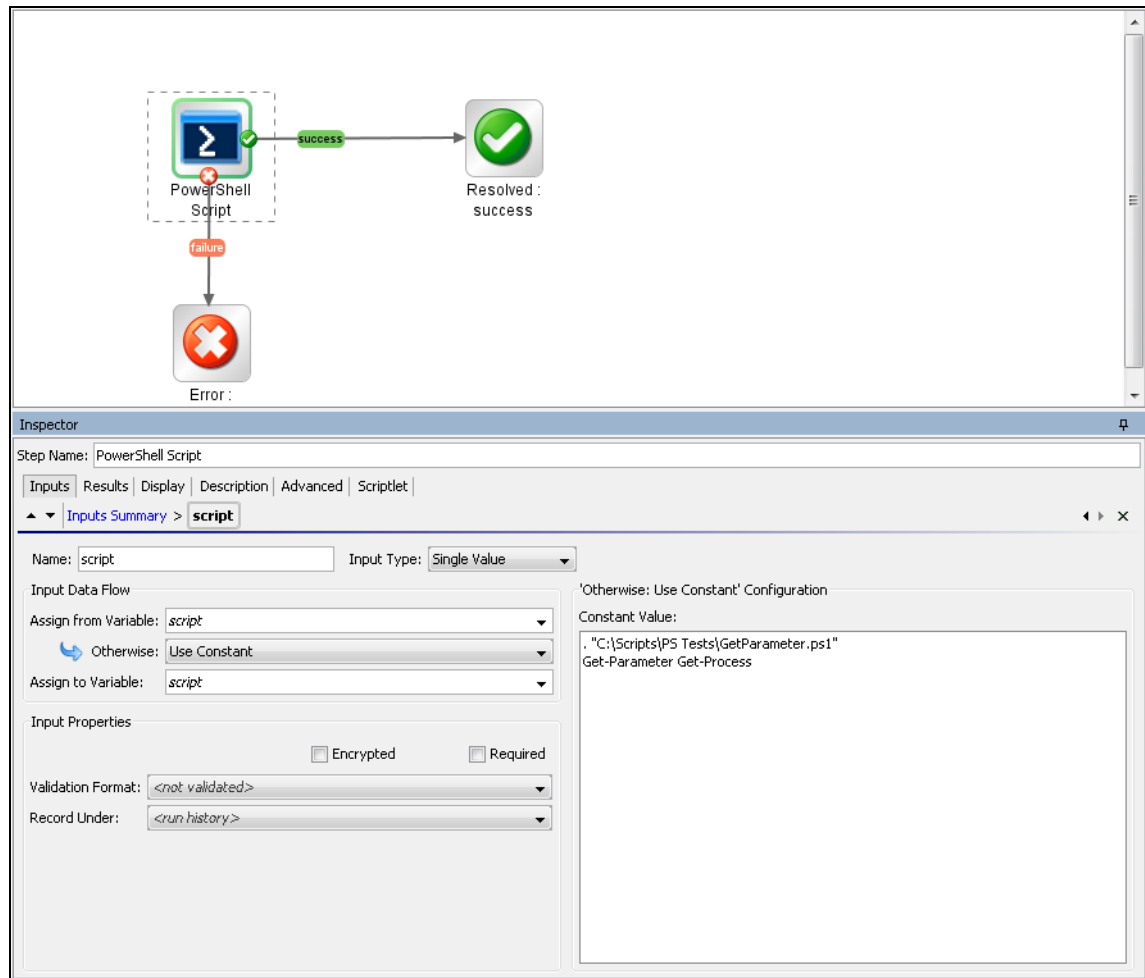 success
PowerShell
Script
Resolved :
success
failure
Error :
Inspector
Step Name: PowerShell Script
Inputs Results Display Description Advanced Scriptlet
Inputs Summary > script
Name: script Input Type: Single Value
Input Data Flow
Assign from Variable: script
Otherwise: Use Constant
Assign to Variable: script
Input Properties
Encrypted Required
Validation Format: <not validated>
Record Under: <run history>
'Otherwise: Use Constant' Configuration
Constant Value:
. "C:\Scripts\PS Tests\GetParameter.ps1"
Get-Parameter Get-Process